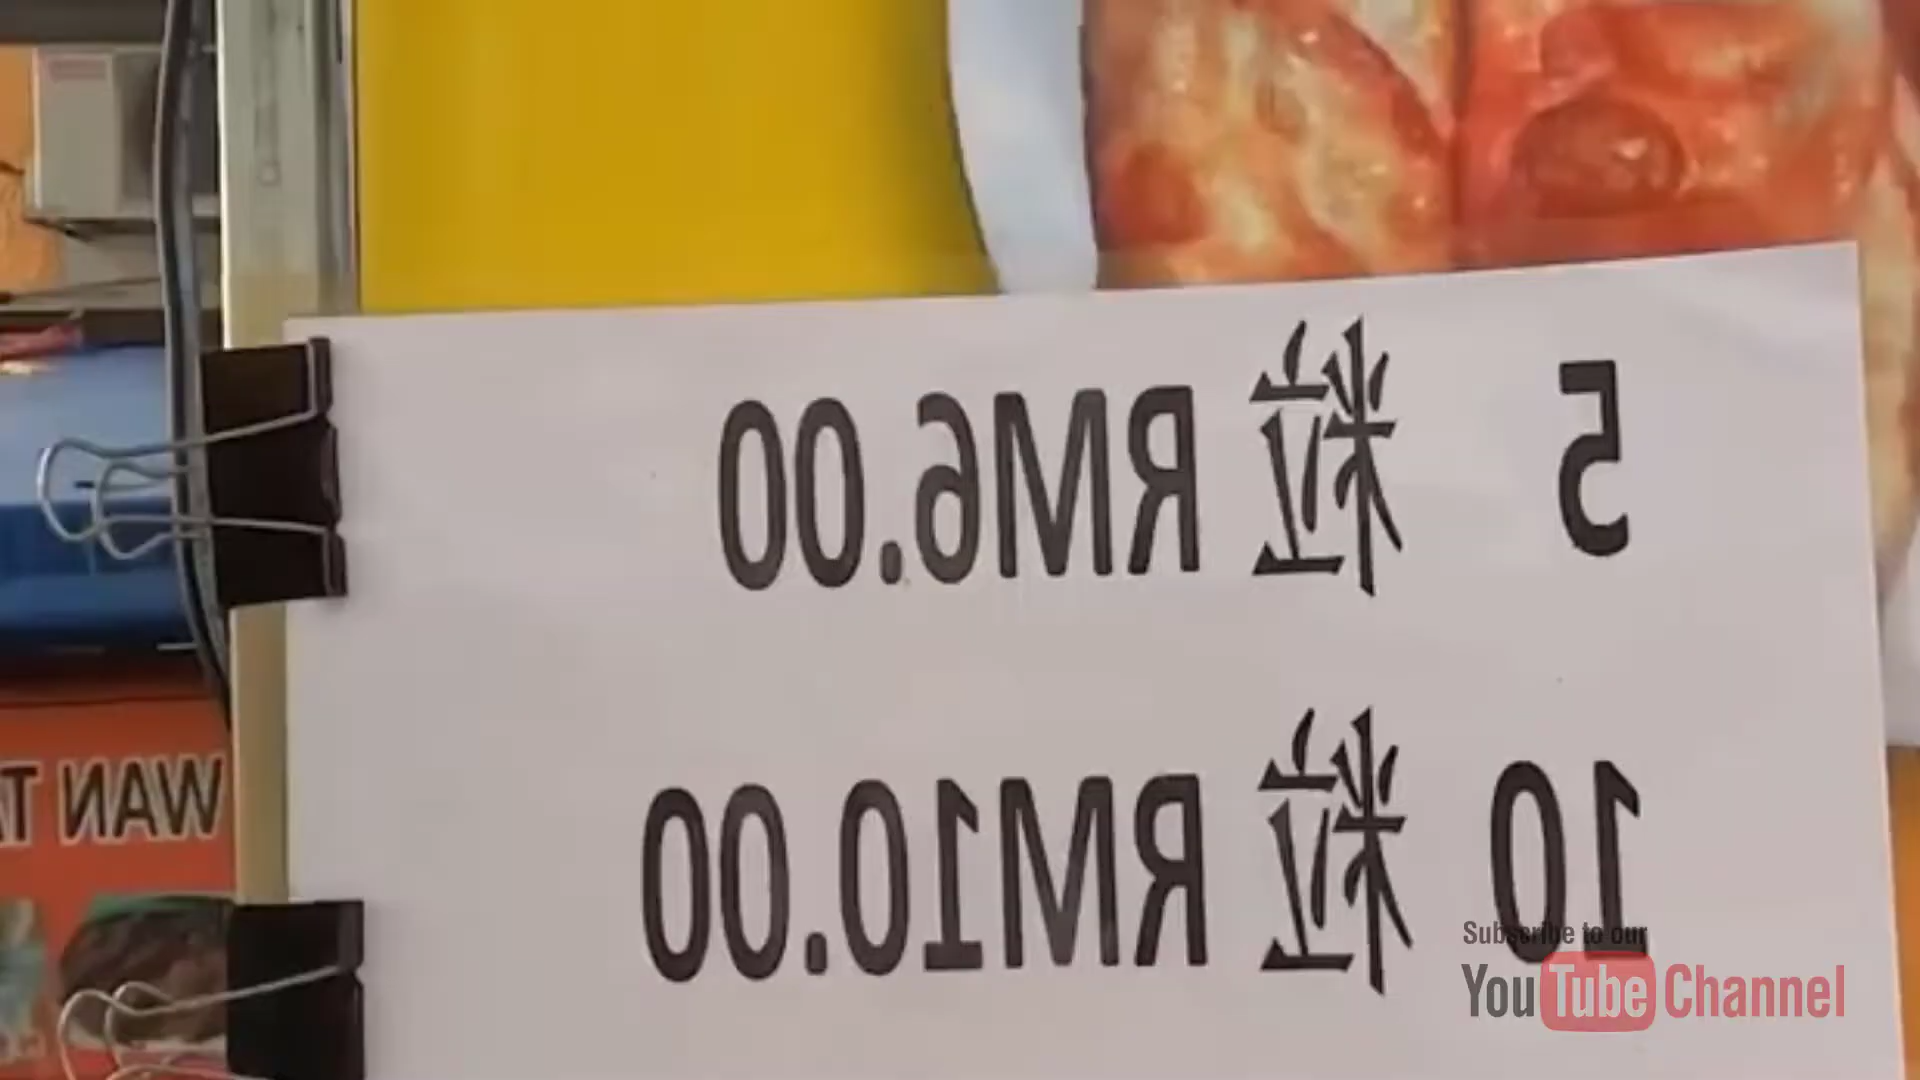 5 粒 RM6.00
10 粒 RM10.00
WAN
Subscribe to our
YouTube Channel